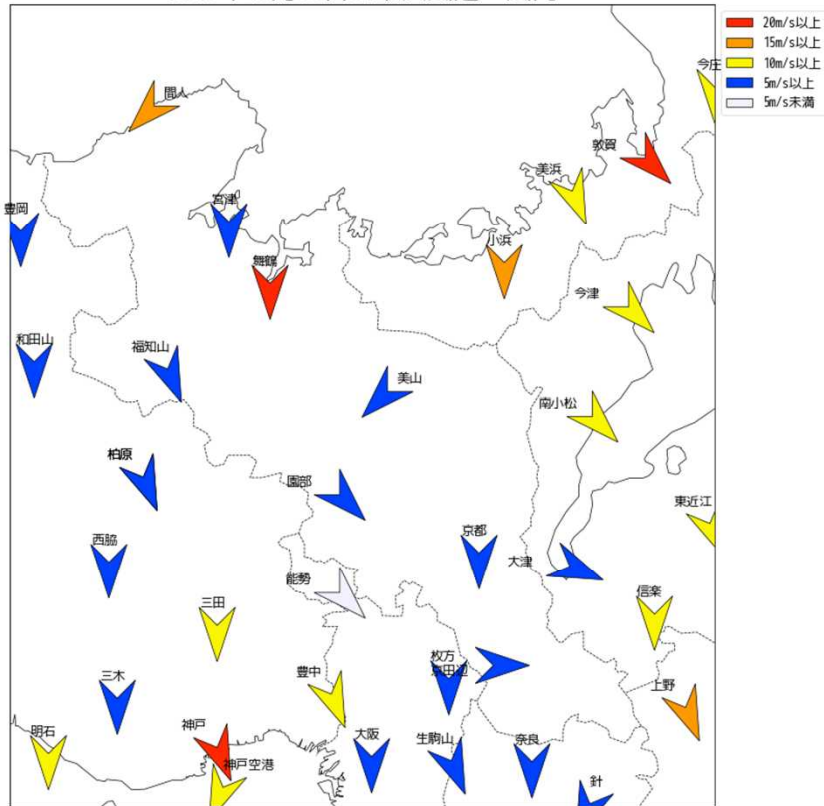 20m/s以上
15m/s以上
10m/s以上
5m/s以上
5m/s未満
今庄
間人
敦賀
美浜
豊岡
宮津
小浜
舞鶴
今津
和田山
福知山
美山
南小松
柏原
園部
東近江
京都
西脇
大津
能勢
信楽
三田
枚方
京田辺
豊中
三木
上野
神戸
明石
大阪
生駒山
奈良
神戸空港
針